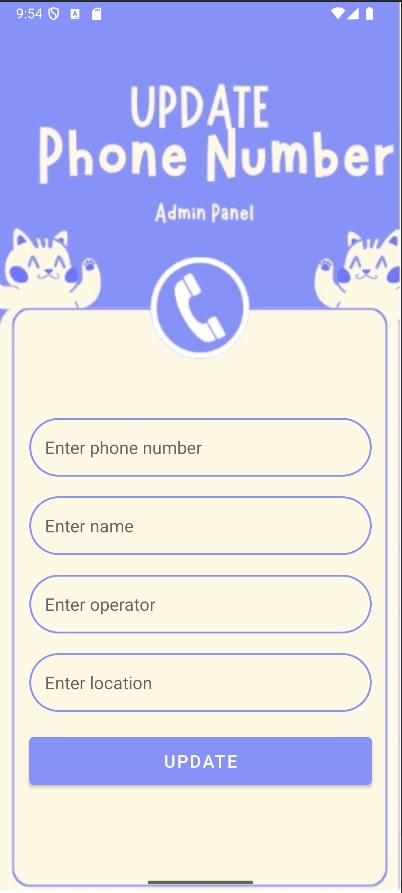 9:54
UPDATE
Phone Number
Admin Panel
Enter phone number
Enter name
Enter operator
Enter location
UPDATE